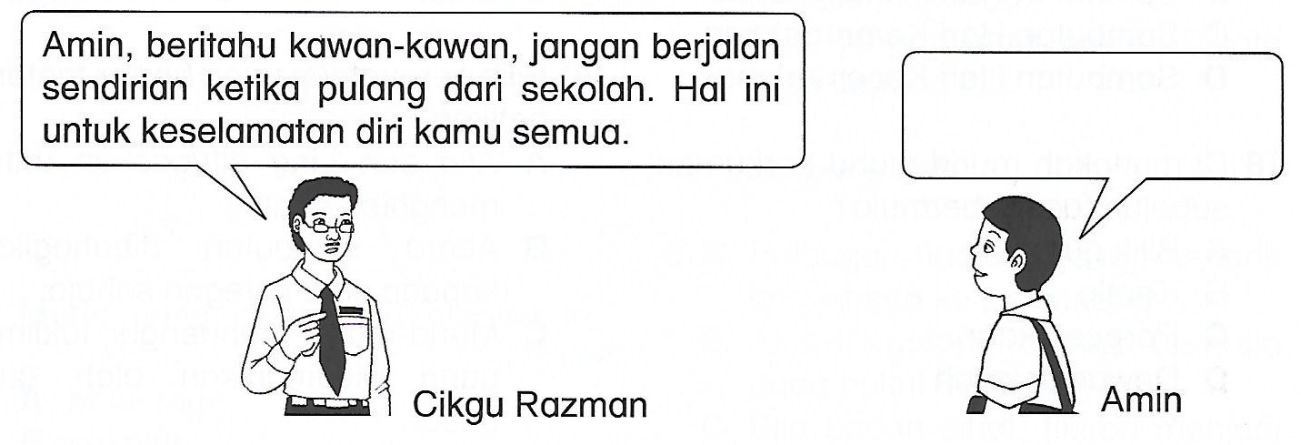 Amin, beritahu kawan-kawan, jangan berjalan
sendirian ketika pulang dari sekolah. Hal ini
untuk keselamatan diri kamu semua.
Cikgu Razman
Amin